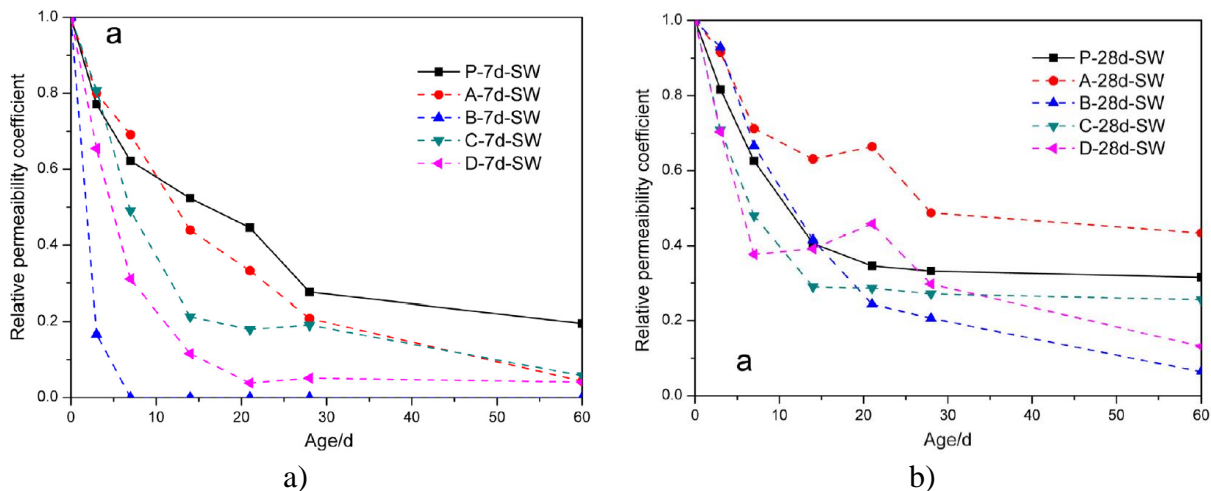 a
P-7d-SW
A-7d-SW
B-7d-SW
C-7d-SW
D-7d-SW
Relative permeability coefficient
1.0
0.8
0.6
0.4
0.2
0.0
0 10 20 30 40 50 60
Age/d
a)
P-28d-SW
A-28d-SW
B-28d-SW
C-28d-SW
D-28d-SW
Relative permeability coefficient
1.0
0.8
0.6
0.4
0.2
0.0
a
0 10 20 30 40 50 60
Age/d
b)